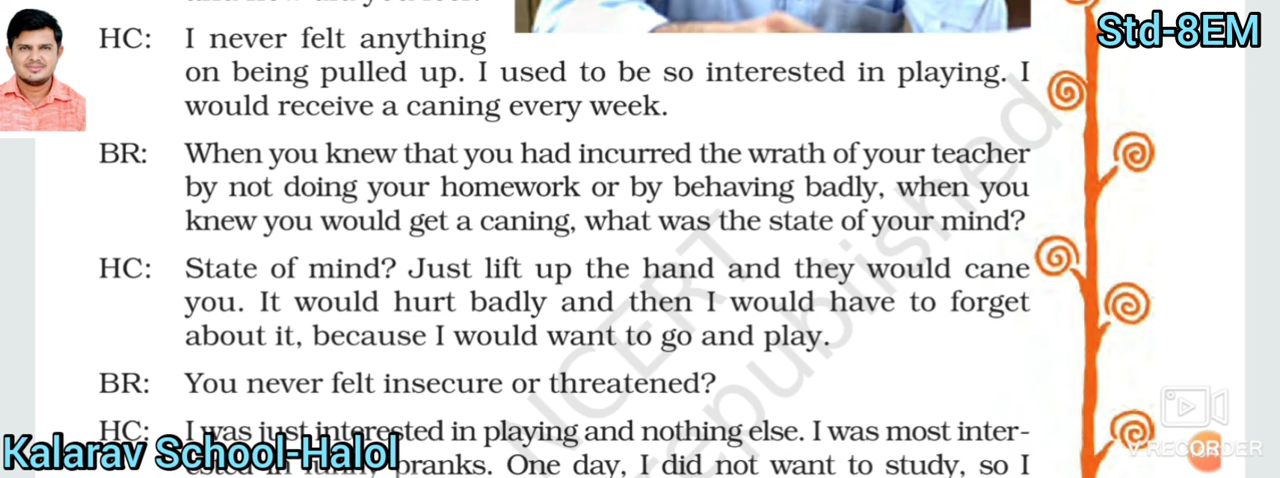 Std-8EM
HC: I never felt anything
on being pulled up. I used to be so interested in playing. I
would receive a caning every week.
BR: When you knew that you had incurred the wrath of your teacher
by not doing your homework or by behaving badly, when you
knew you would get a caning, what was the state of your mind?
HC: State of mind? Just lift up the hand and they would cane
you. It would hurt badly and then I would have to forget
about it, because I would want to go and play.
BR: You never felt insecure or threatened?
HC: I was just interested in playing and nothing else. I was most inter-
pranks. One day, I did not want to study, so I
Kalarav School-Halol
NCERT
republished
V RECORDER